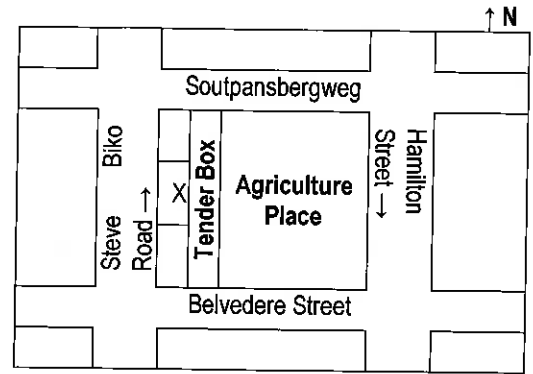 ↑ N
Soutpansbergweg
Steve Biko
Road →
X
Tender Box
Agriculture
Place
Hamilton
Street →
Belvedere Street